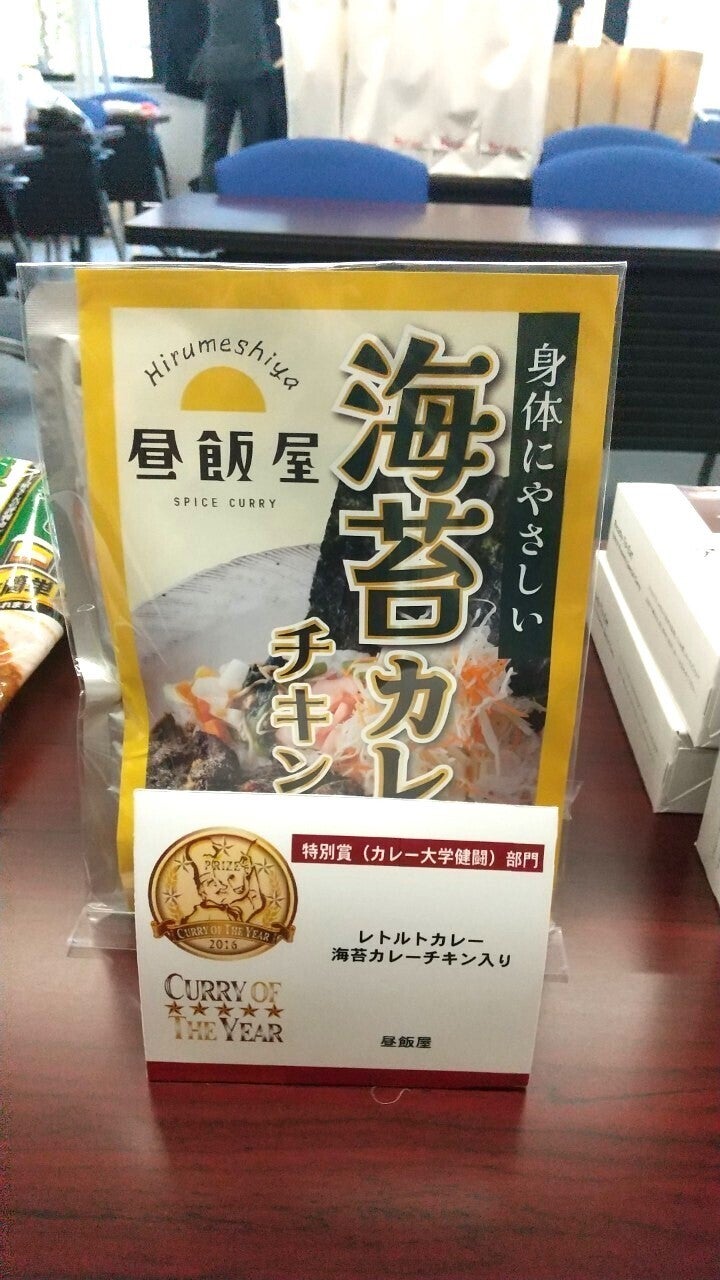 Hirumeshiya
昼飯屋
SPICE CURRY
海苔カレ
チキン
身体にやさしい
PRIZE
CURRY OF THE YEAR
2016
CURRY OF
THE YEAR
特別賞(カレー大学健闘)部門
レトルトカレー
海苔カレーチキン入り
昼飯屋